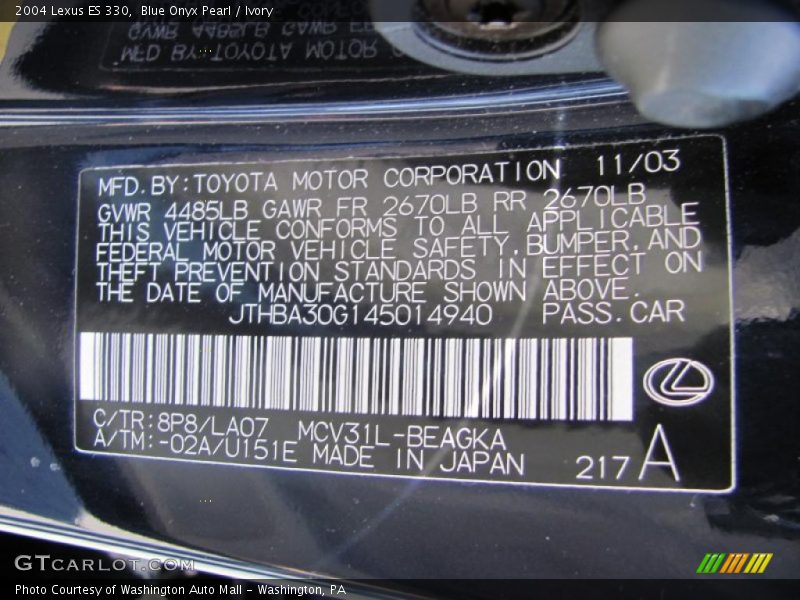 2004 Lexus ES 330, Blue Onyx Pearl / Ivory
MFD. BY: TOYOTA MOTOR CORPORATION 11/03
GVWR 4485LB GAWR FR 2670LB RR 2670LB
THIS VEHICLE CONFORMS TO ALL APPLICABLE
FEDERAL MOTOR VEHICLE SAFETY, BUMPER, AND
THEFT PREVENTION STANDARDS IN EFFECT ON
THE DATE OF MANUFACTURE SHOWN ABOVE.
JTHBA30G145014940 PASS. CAR
C/TR: 8P8/LA07 MCV31L-BEAGKA
A/TM: -02A/U151E MADE IN JAPAN 217 A
GTCARLOT.COM
Photo Courtesy of Washington Auto Mall - Washington, PA